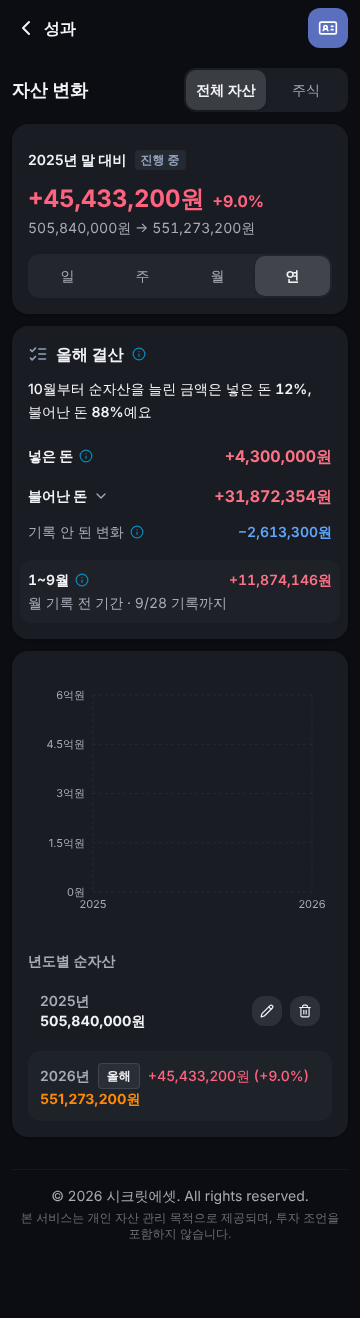 성과
자산 변화
전체 자산 주식
2025년 말 대비 진행 중
+45,433,200원 +9.0%
505,840,000원 → 551,273,200원
일 주 월 연
올해 결산
10월부터 순자산을 늘린 금액은 넣은 돈 12%,
불어난 돈 88%예요
넣은 돈 +4,300,000원
불어난 돈 +31,872,354원
기록 안 된 변화 −2,613,300원
1~9월 +11,874,146원
월 기록 전 기간 · 9/28 기록까지
6억원
4.5억원
3억원
1.5억원
0원
2025 2026
년도별 순자산
2025년
505,840,000원
2026년 올해 +45,433,200원 (+9.0%)
551,273,200원
© 2026 시크릿에셋. All rights reserved.
본 서비스는 개인 자산 관리 목적으로 제공되며, 투자 조언을
포함하지 않습니다.